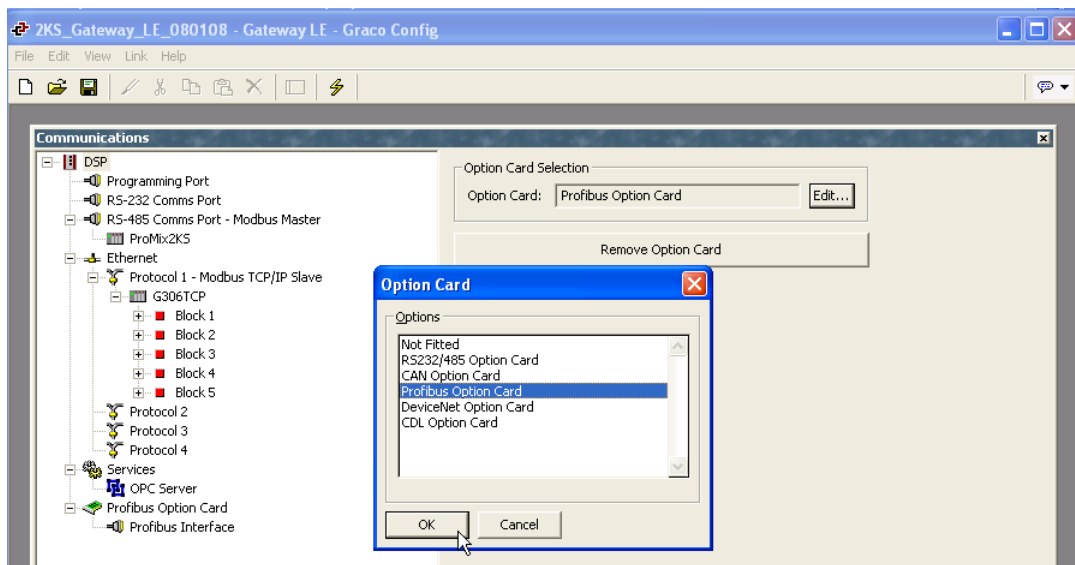 2KS_Gateway_LE_080108 - Gateway LE - Graco Config
File Edit View Link Help
Communications
DSP
Programming Port
RS-232 Comms Port
RS-485 Comms Port - Modbus Master
ProMix2KS
Ethernet
Protocol 1 - Modbus TCP/IP Slave
G306TCP
Block 1
Block 2
Block 3
Block 4
Block 5
Protocol 2
Protocol 3
Protocol 4
Services
OPC Server
Profibus Option Card
Profibus Interface
Option Card Selection
Option Card: Profibus Option Card Edit...
Remove Option Card
Option Card
Options
Not Fitted
RS232/485 Option Card
CAN Option Card
Profibus Option Card
DeviceNet Option Card
CDL Option Card
OK Cancel